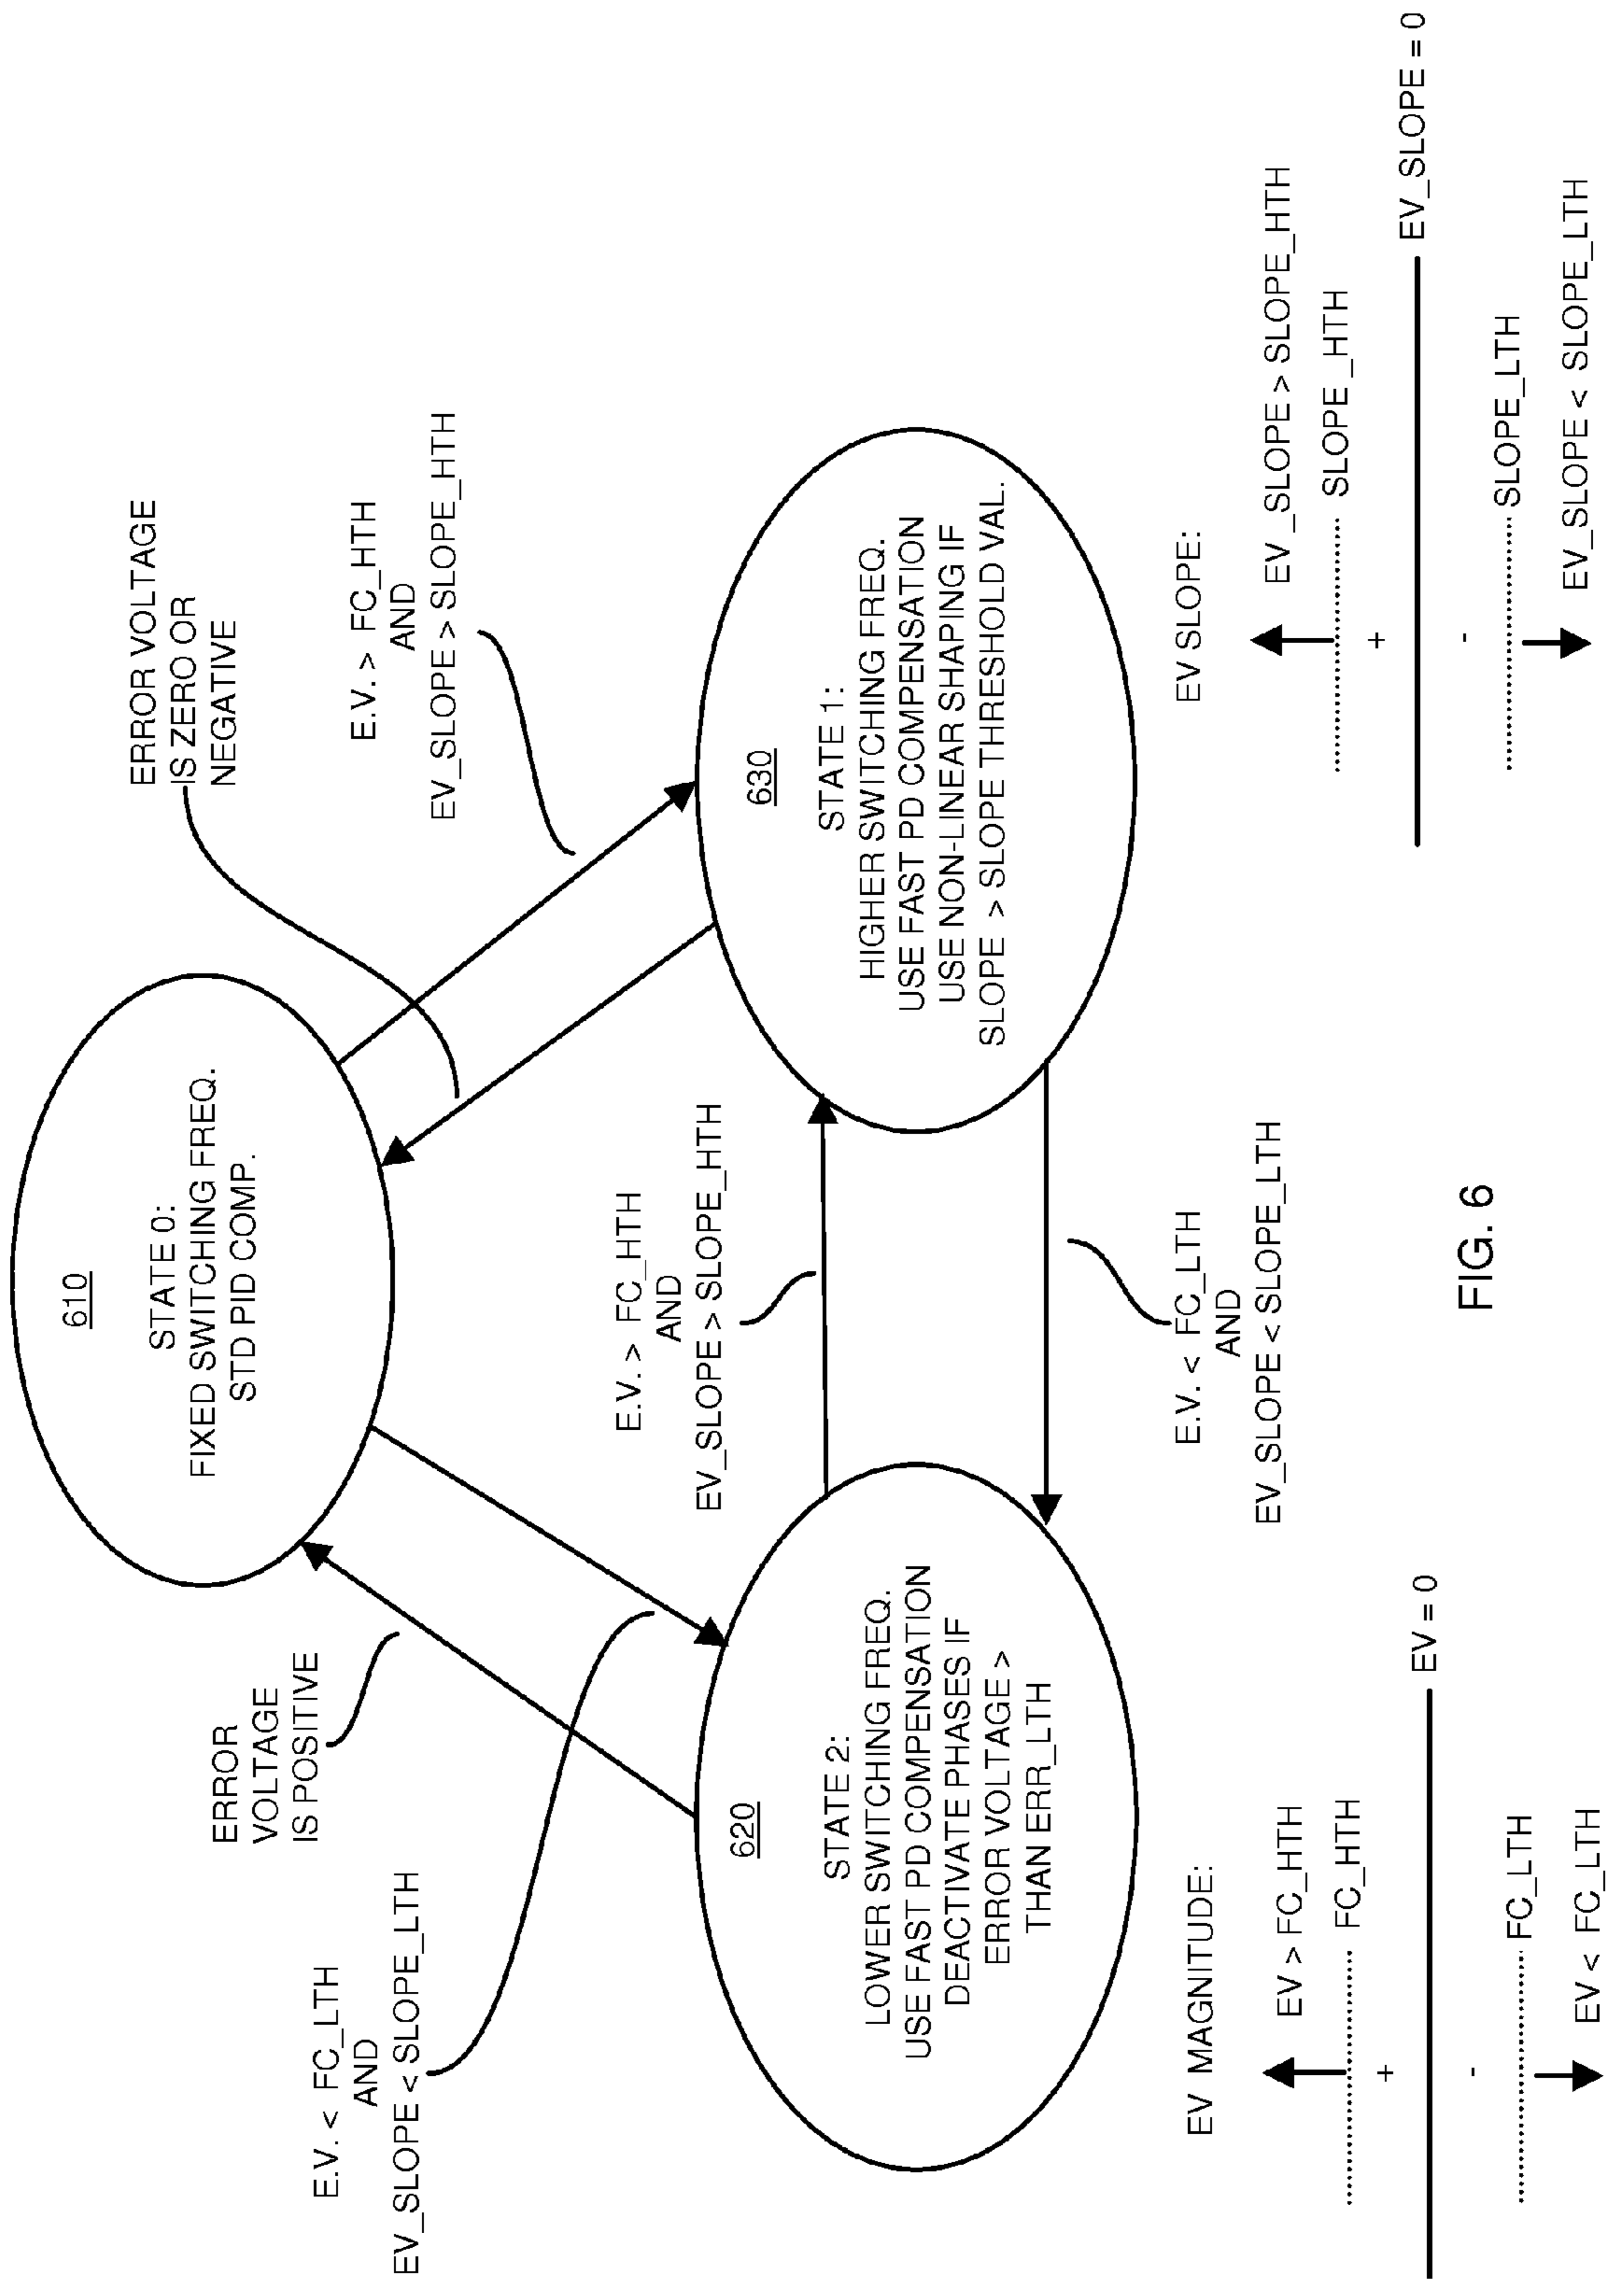 610
STATE 0:
FIXED SWITCHING FREQ.
STD PID COMP.
ERROR
VOLTAGE
IS POSITIVE
E.V. < FC_LTH
AND
EV_SLOPE < SLOPE_LTH
ERROR VOLTAGE
IS ZERO OR
NEGATIVE
E.V. > FC_HTH
AND
EV_SLOPE > SLOPE_HTH
E.V. > FC_HTH
AND
EV_SLOPE > SLOPE_HTH
E.V. < FC_LTH
AND
EV_SLOPE < SLOPE_LTH
620
STATE 2:
LOWER SWITCHING FREQ.
USE FAST PD COMPENSATION
DEACTIVATE PHASES IF
ERROR VOLTAGE >
THAN ERR_LTH
630
STATE 1:
HIGHER SWITCHING FREQ.
USE FAST PD COMPENSATION
USE NON-LINEAR SHAPING IF
SLOPE > SLOPE THRESHOLD VAL.
EV MAGNITUDE:
EV > FC_HTH
FC_HTH
+
EV = 0
-
FC_LTH
EV < FC_LTH
EV SLOPE:
EV_SLOPE > SLOPE_HTH
SLOPE_HTH
+
EV_SLOPE = 0
-
SLOPE_LTH
EV_SLOPE < SLOPE_LTH
FIG. 6